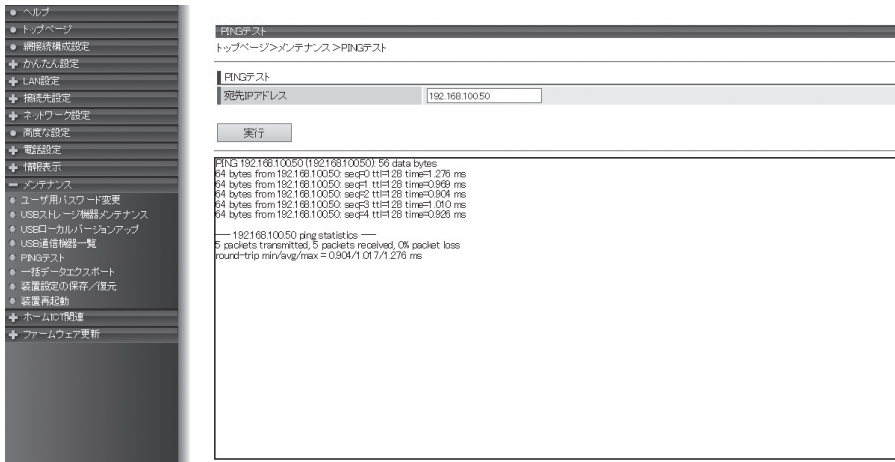 ヘルプ
トップページ
網接続構成設定
かんたん設定
LAN設定
接続先設定
ネットワーク設定
高度な設定
電話設定
情報表示
メンテナンス
ユーザ用パスワード変更
USBストレージ機器メンテナンス
USBローカルバージョンアップ
USB通信機器一覧
PINGテスト
一括データエクスポート
装置設定の保存／復元
装置再起動
ホームICT関連
ファームウェア更新
PINGテスト
トップページ>メンテナンス>PINGテスト
PINGテスト
宛先IPアドレス 192.168.100.50
実行
PING 192.168.100.50 (192.168.100.50): 56 data bytes
64 bytes from 192.168.100.50: seq=0 ttl=128 time=1.276 ms
64 bytes from 192.168.100.50: seq=1 ttl=128 time=0.969 ms
64 bytes from 192.168.100.50: seq=2 ttl=128 time=0.904 ms
64 bytes from 192.168.100.50: seq=3 ttl=128 time=1.010 ms
64 bytes from 192.168.100.50: seq=4 ttl=128 time=0.926 ms
--- 192.168.100.50 ping statistics ---
5 packets transmitted, 5 packets received, 0% packet loss
round-trip min/avg/max = 0.904/1.017/1.276 ms